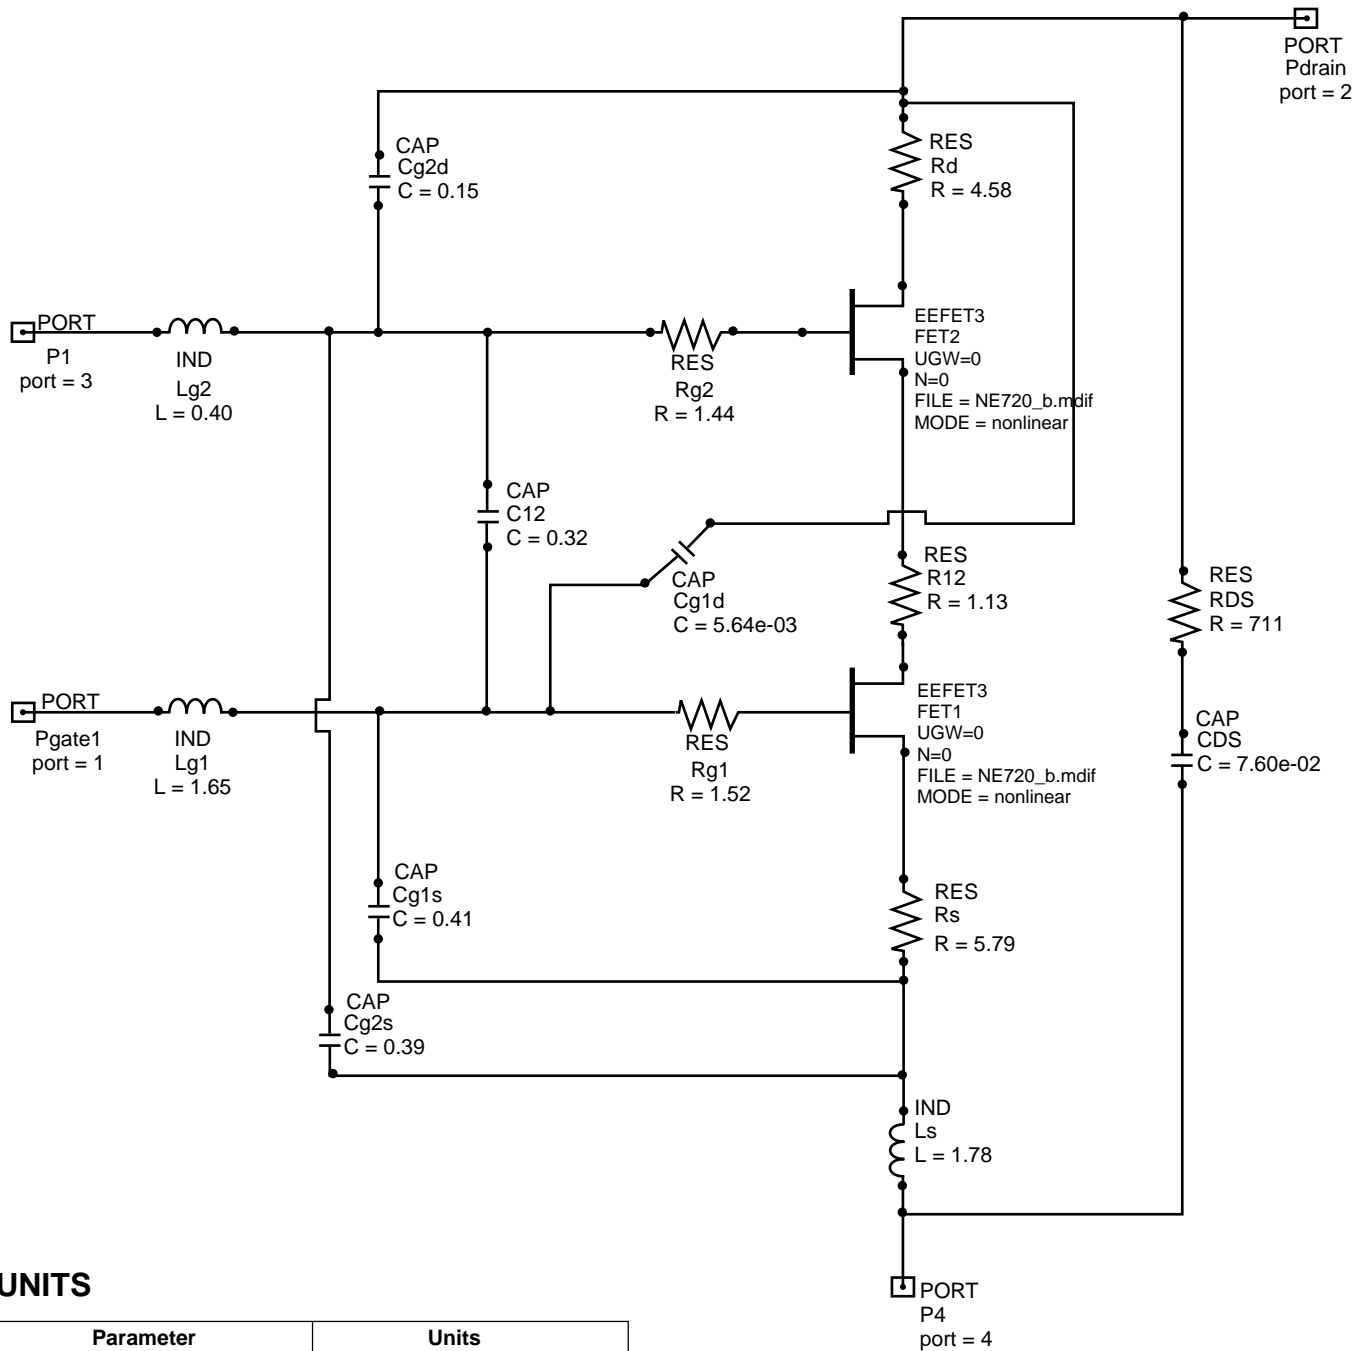 PORT
Pdrain
port = 2
CAP
Cg2d
C = 0.15
RES
Rd
R = 4.58
PORT
P1
port = 3
IND
Lg2
L = 0.40
RES
Rg2
R = 1.44
EEFET3
FET2
UGW=0
N=0
FILE = NE720_b.mdif
MODE = nonlinear
CAP
C12
C = 0.32
CAP
Cg1d
C = 5.64e-03
RES
R12
R = 1.13
RES
RDS
R = 711
PORT
Pgate1
port = 1
IND
Lg1
L = 1.65
RES
Rg1
R = 1.52
EEFET3
FET1
UGW=0
N=0
FILE = NE720_b.mdif
MODE = nonlinear
CAP
CDS
C = 7.60e-02
CAP
Cg1s
C = 0.41
RES
Rs
R = 5.79
CAP
Cg2s
C = 0.39
IND
Ls
L = 1.78
PORT
P4
port = 4
UNITS
Parameter Units